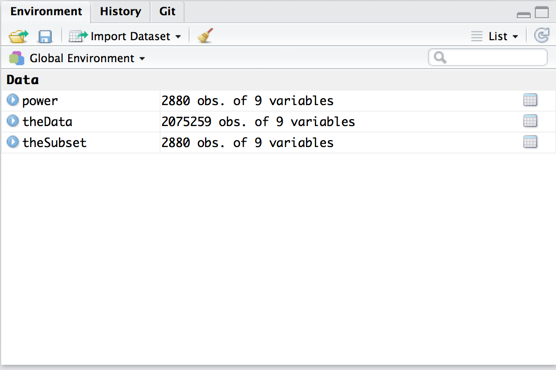 Environment History Git
Import Dataset List
Global Environment
Data
power 2880 obs. of 9 variables
theData 2075259 obs. of 9 variables
theSubset 2880 obs. of 9 variables